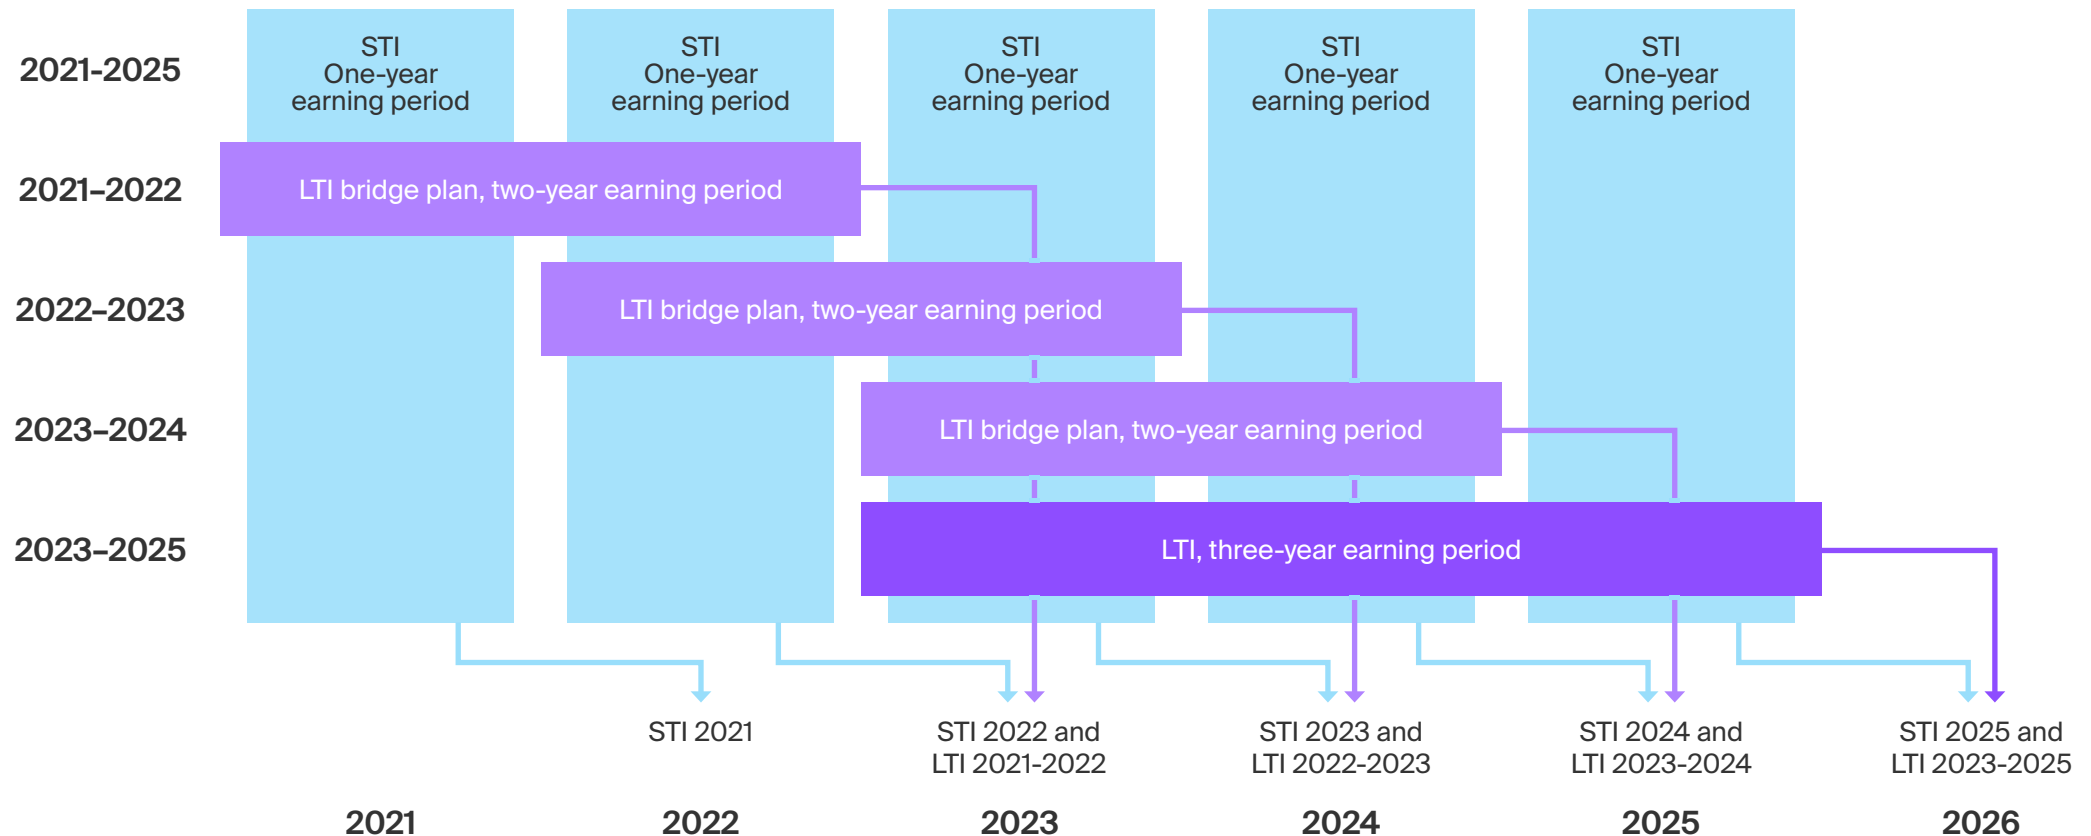 2021-2025
STI
One-year
earning period
STI
One-year
earning period
STI
One-year
earning period
STI
One-year
earning period
STI
One-year
earning period
2021–2022
LTI bridge plan, two-year earning period
2022–2023
LTI bridge plan, two-year earning period
2023–2024
LTI bridge plan, two-year earning period
2023–2025
LTI, three-year earning period
STI 2021
STI 2022 and
LTI 2021-2022
STI 2023 and
LTI 2022-2023
STI 2024 and
LTI 2023-2024
STI 2025 and
LTI 2023-2025
2021
2022
2023
2024
2025
2026